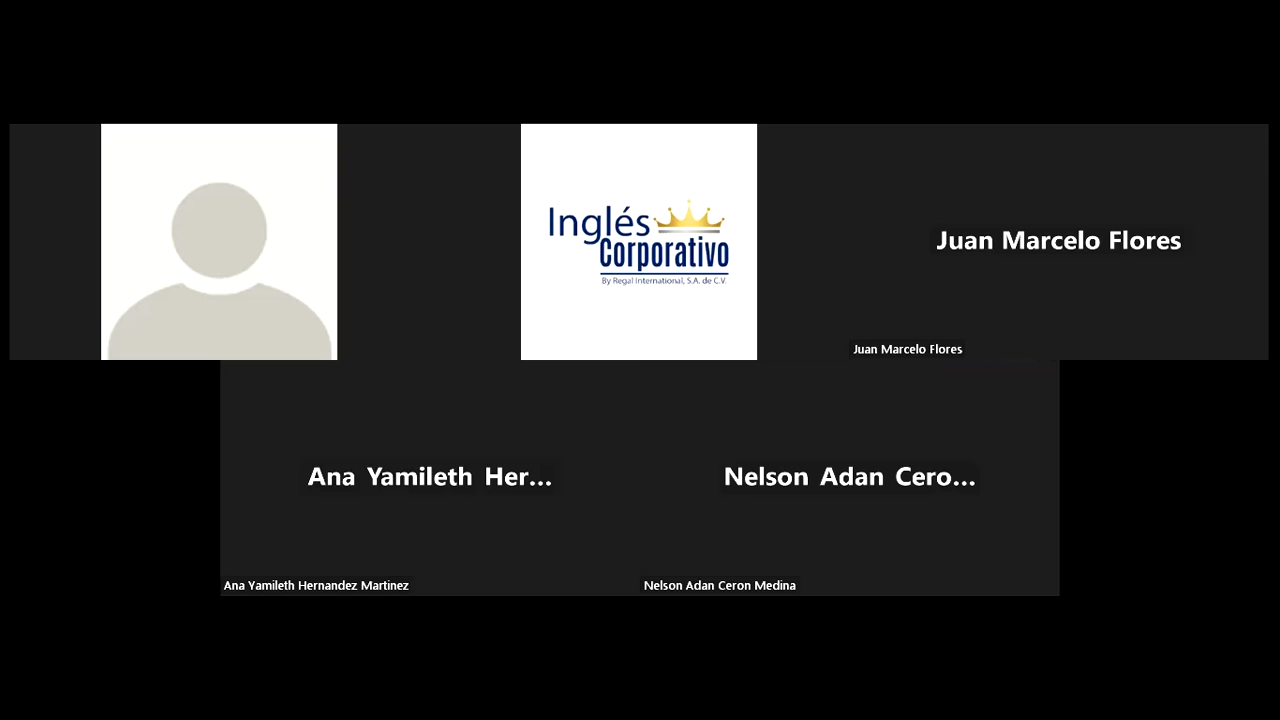 Inglés
Corporativo
By Regal International, S.A. de C.V.
Juan Marcelo Flores
Juan Marcelo Flores
Ana Yamileth Her...
Nelson Adan Cero...
Ana Yamileth Hernandez Martinez
Nelson Adan Ceron Medina